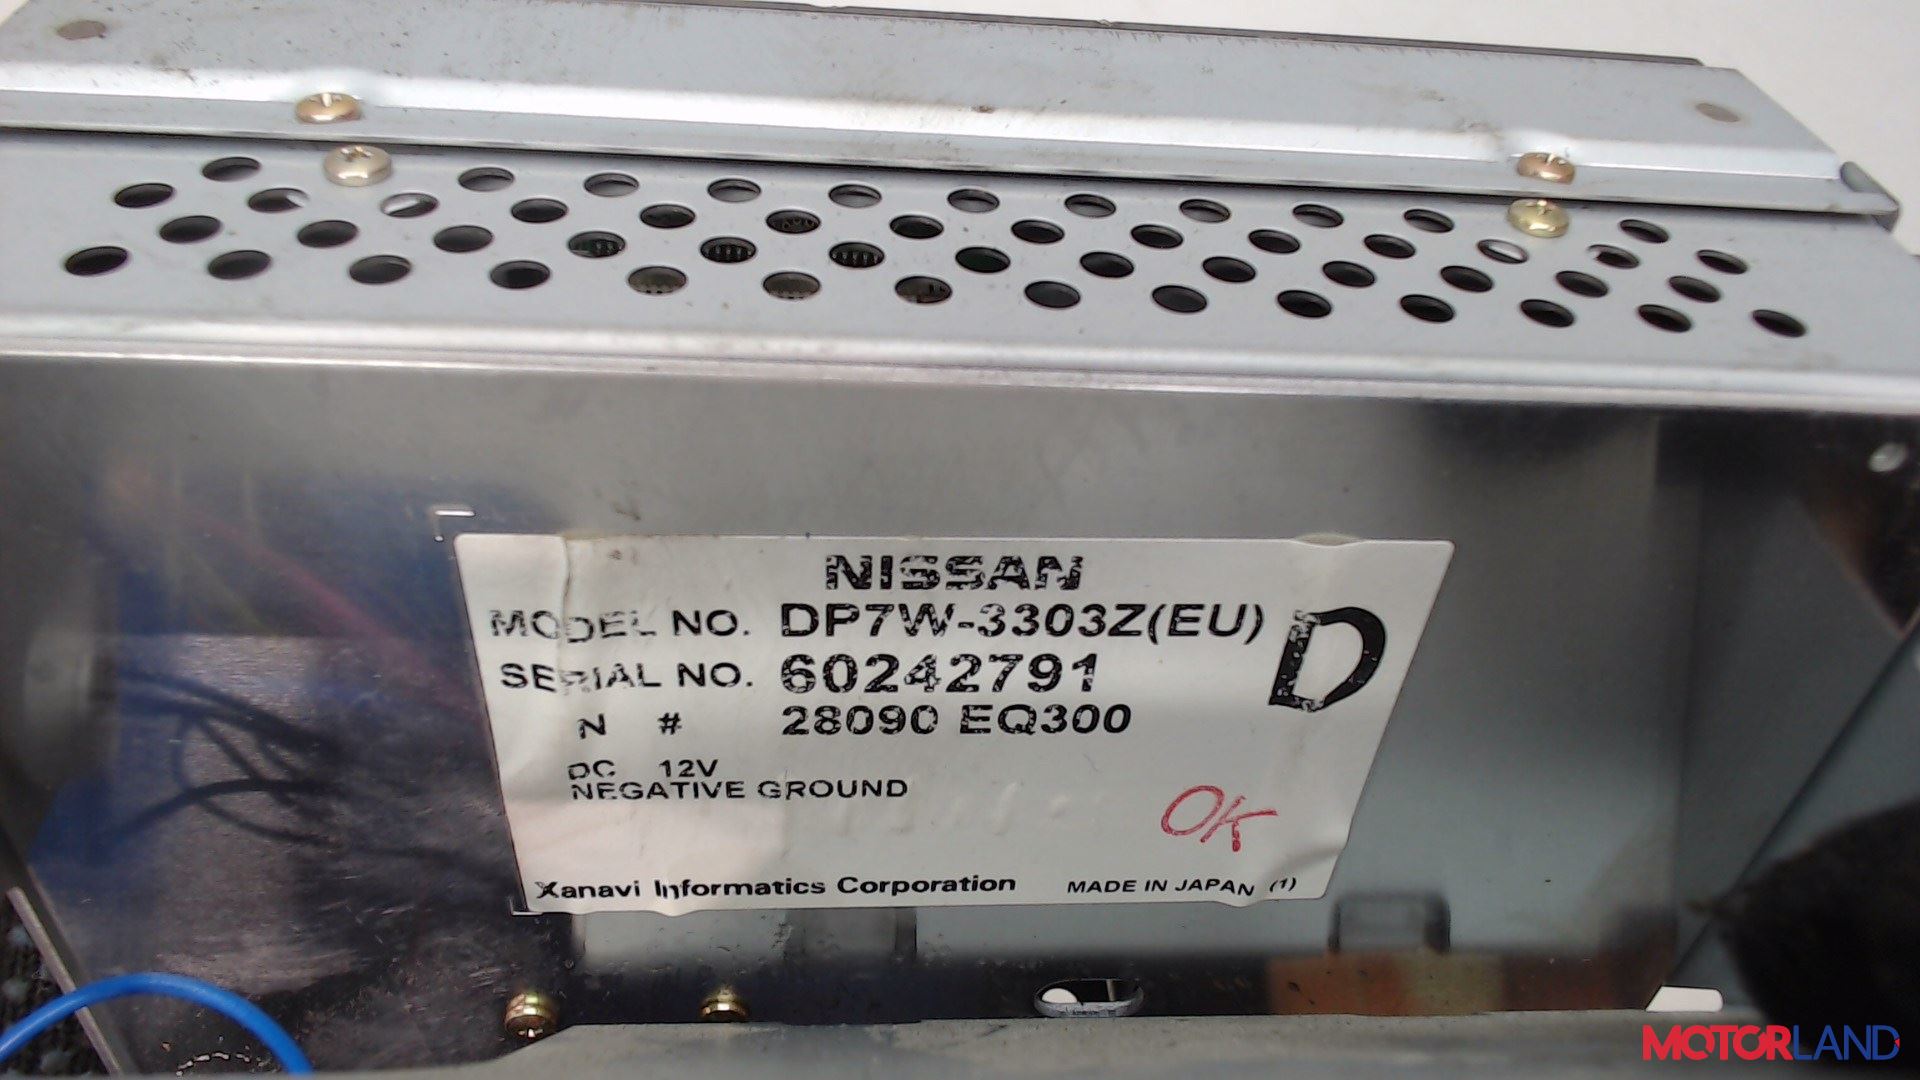 NISSAN
MODEL NO. DP7W-3303Z(EU)
D
SERIAL NO. 60242791
N # 28090 EQ300
DC 12V
NEGATIVE GROUND
OK
Xanavi Informatics Corporation MADE IN JAPAN (1)
MOTORLAND